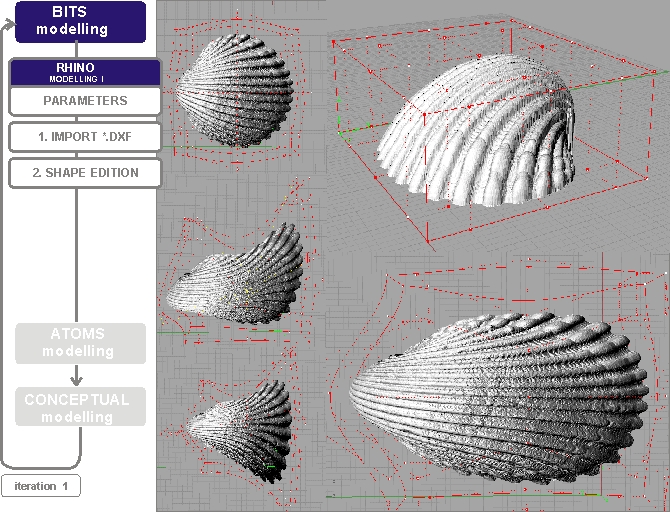 BITS
modelling
RHINO
MODELLING I
PARAMETERS
1. IMPORT *.DXF
2. SHAPE EDITION
ATOMS
modelling
CONCEPTUAL
modelling
iteration 1